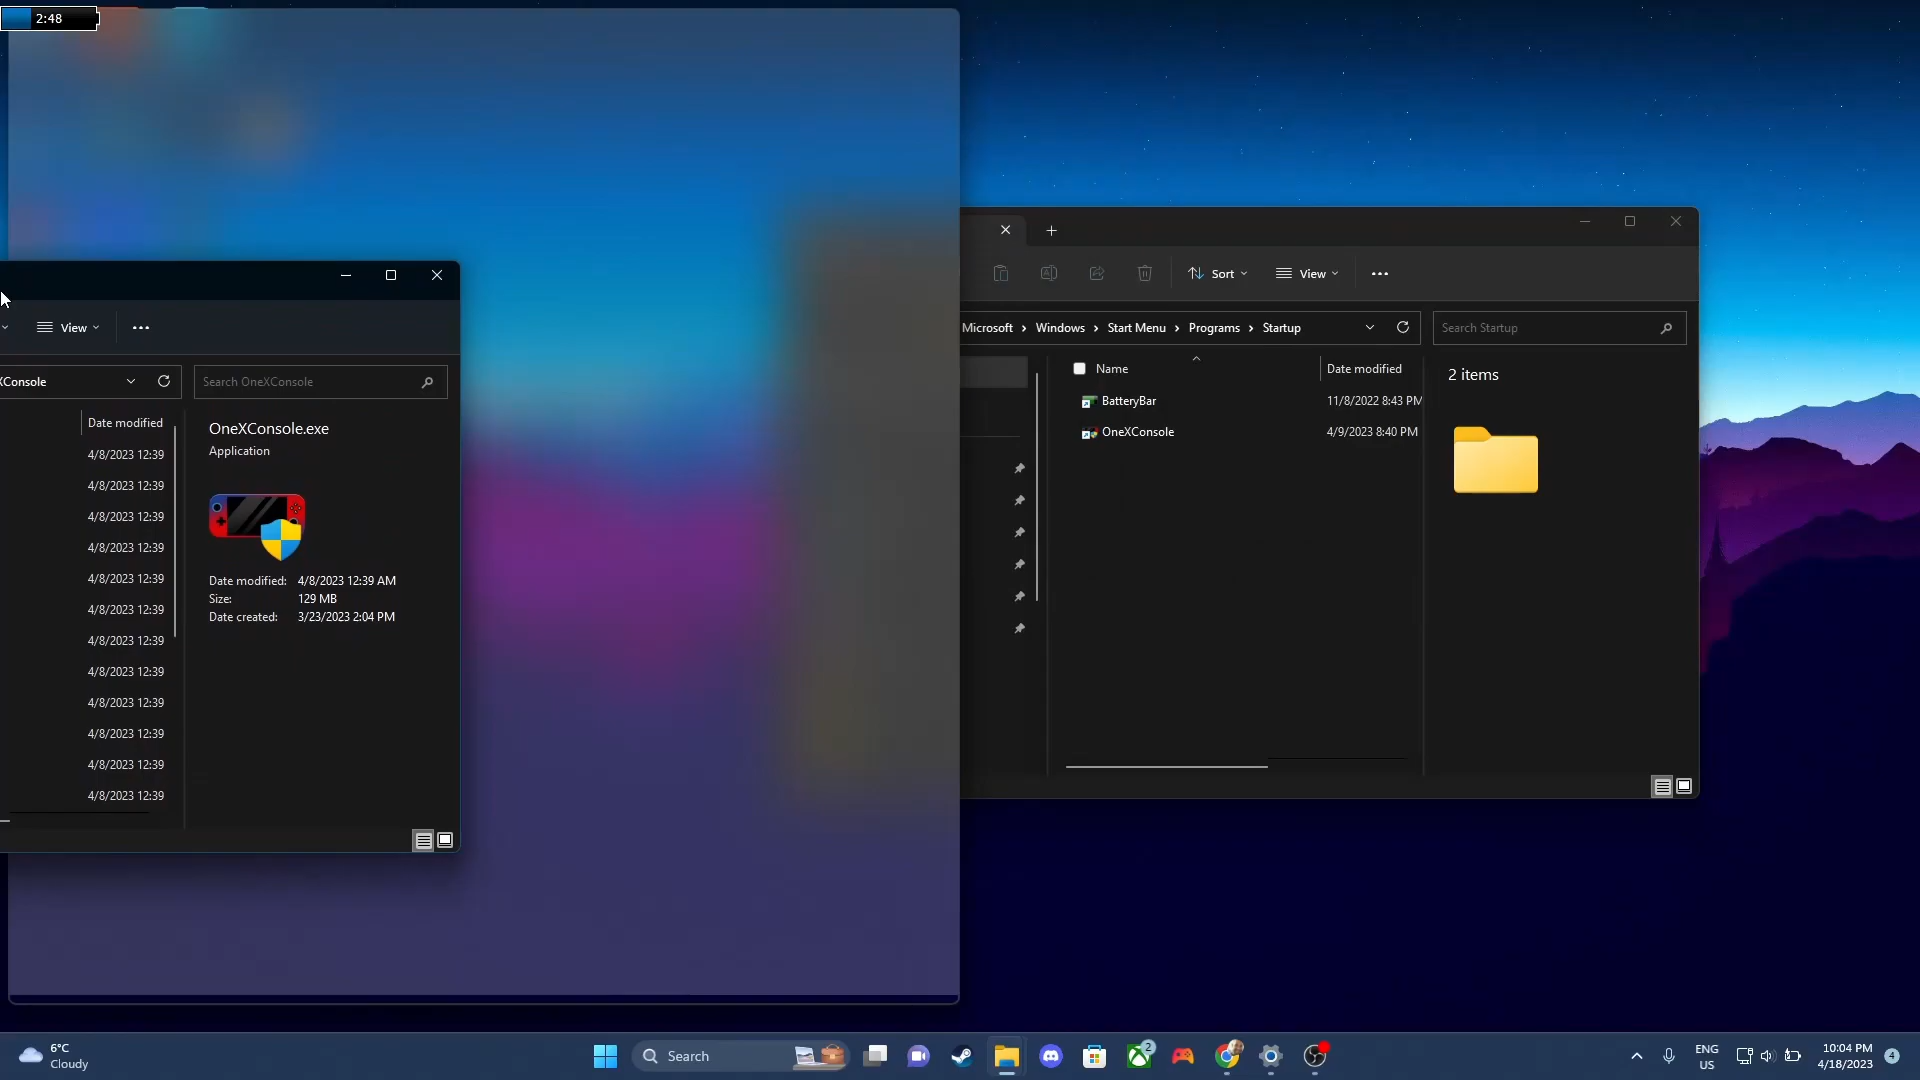 2:48
View
XConsole
Search OneXConsole
Date modified
4/8/2023 12:39
4/8/2023 12:39
4/8/2023 12:39
4/8/2023 12:39
4/8/2023 12:39
4/8/2023 12:39
4/8/2023 12:39
4/8/2023 12:39
4/8/2023 12:39
4/8/2023 12:39
4/8/2023 12:39
4/8/2023 12:39
OneXConsole.exe
Application
Date modified: 4/8/2023 12:39 AM
Size: 129 MB
Date created: 3/23/2023 2:04 PM
Sort View
Microsoft > Windows > Start Menu > Programs > Startup
Search Startup
Name Date modified
BatteryBar 11/8/2022 8:43 PM
OneXConsole 4/9/2023 8:40 PM
2 items
6°C
Cloudy
Search
2
ENG
US
10:04 PM
4/18/2023
4